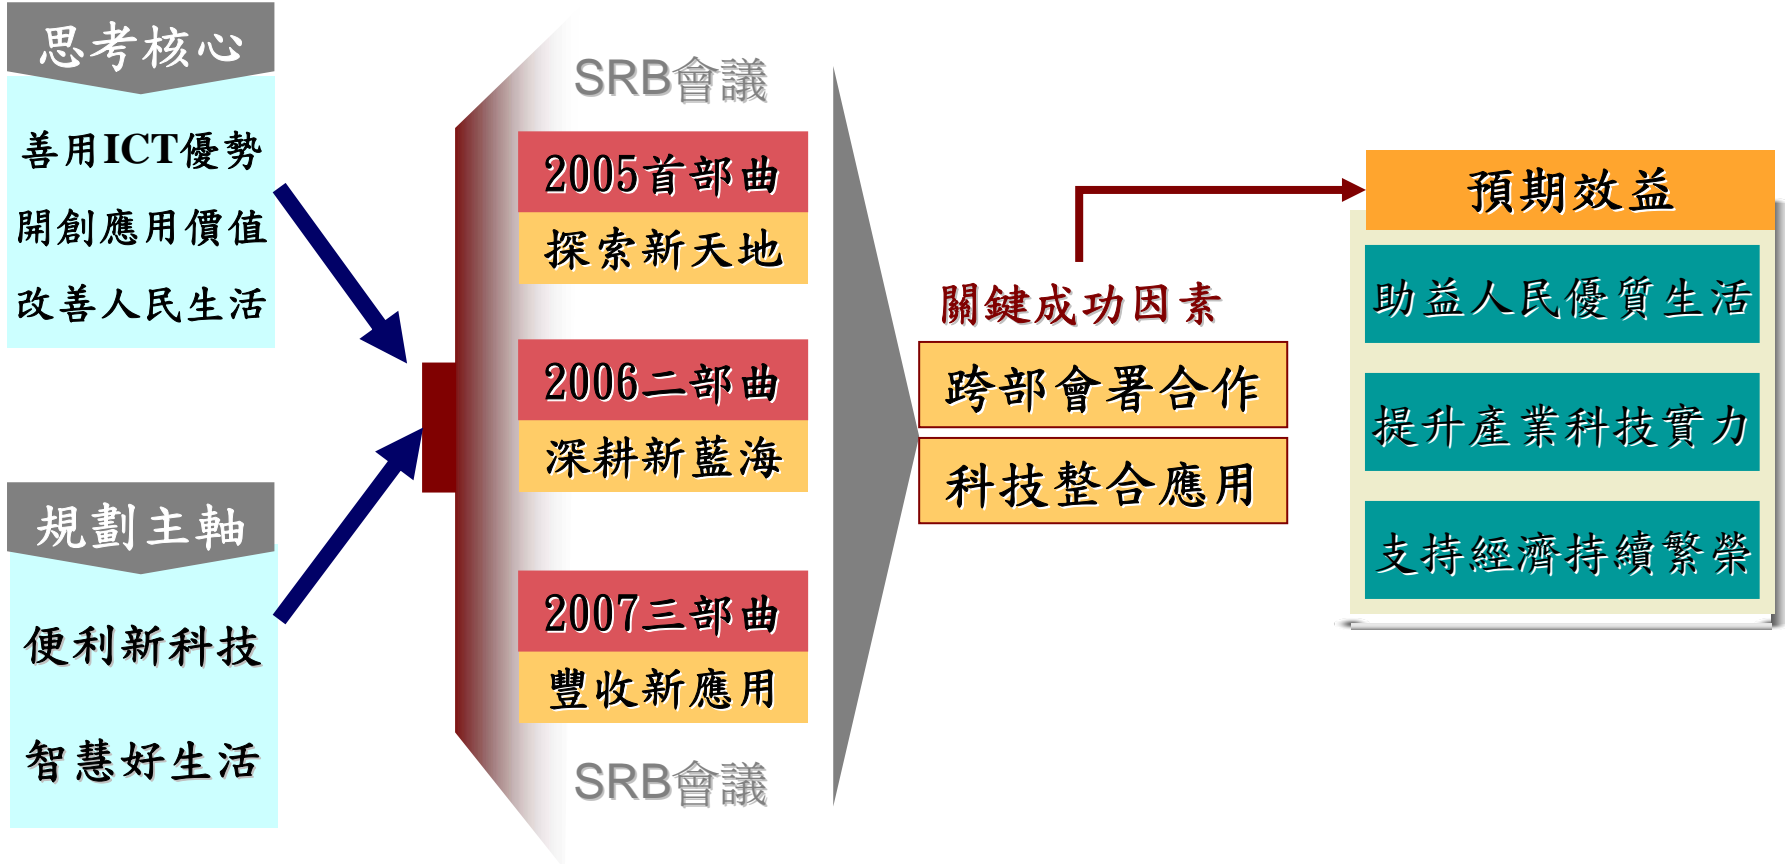 思考核心
善用ICT優勢
開創應用價值
改善人民生活
規劃主軸
便利新科技
智慧好生活
SRB會議
2005首部曲
探索新天地
2006二部曲
深耕新藍海
2007三部曲
豐收新應用
SRB會議
關鍵成功因素
跨部會署合作
科技整合應用
預期效益
助益人民優質生活
提升產業科技實力
支持經濟持續繁榮